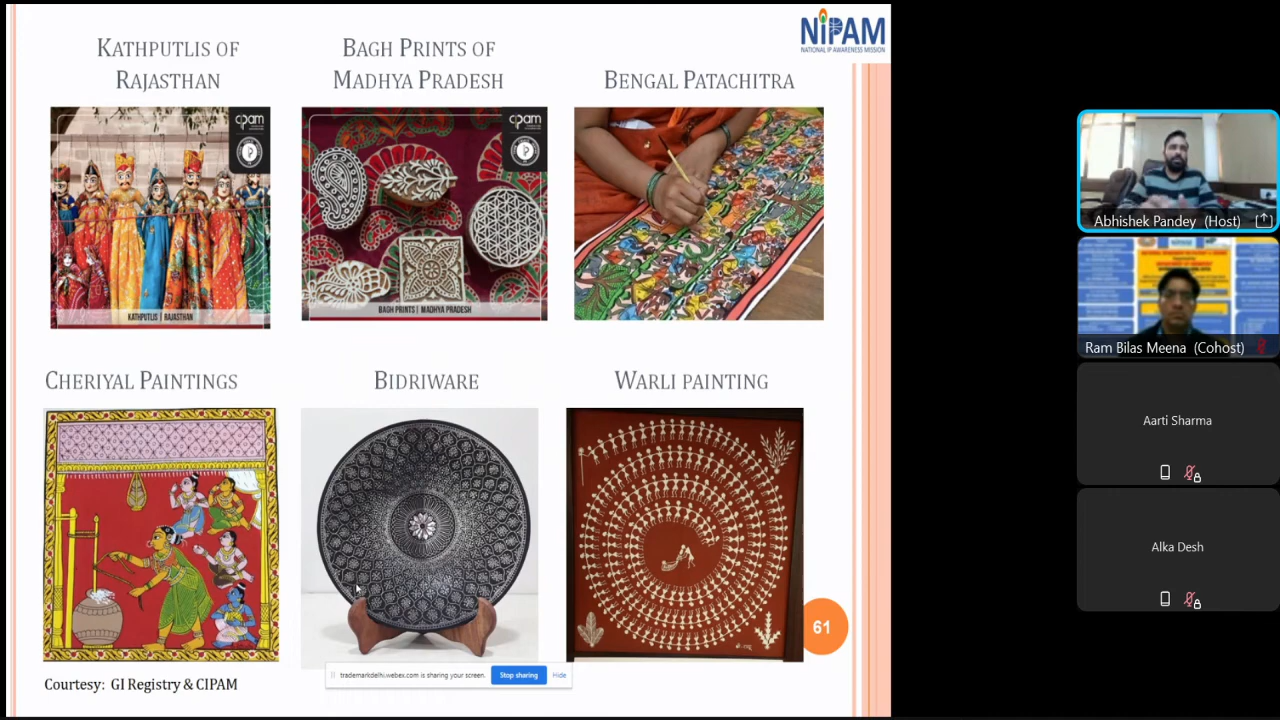 NiPAM
NATIONAL IP AWARENESS MISSION
KATHPUTLIS OF
RAJASTHAN
BAGH PRINTS OF
MADHYA PRADESH
BENGAL PATACHITRA
cipam
cipam
KATHPUTLIS | RAJASTHAN
BAGH PRINTS | MADHYA PRADESH
CHERIYAL PAINTINGS
BIDRIWARE
WARLI PAINTING
61
Courtesy: GI Registry & CIPAM
trademarkdelhi.webex.com is sharing your screen.
Stop sharing
Hide
Abhishek Pandey (Host)
Ram Bilas Meena (Cohost)
Aarti Sharma
Alka Desh